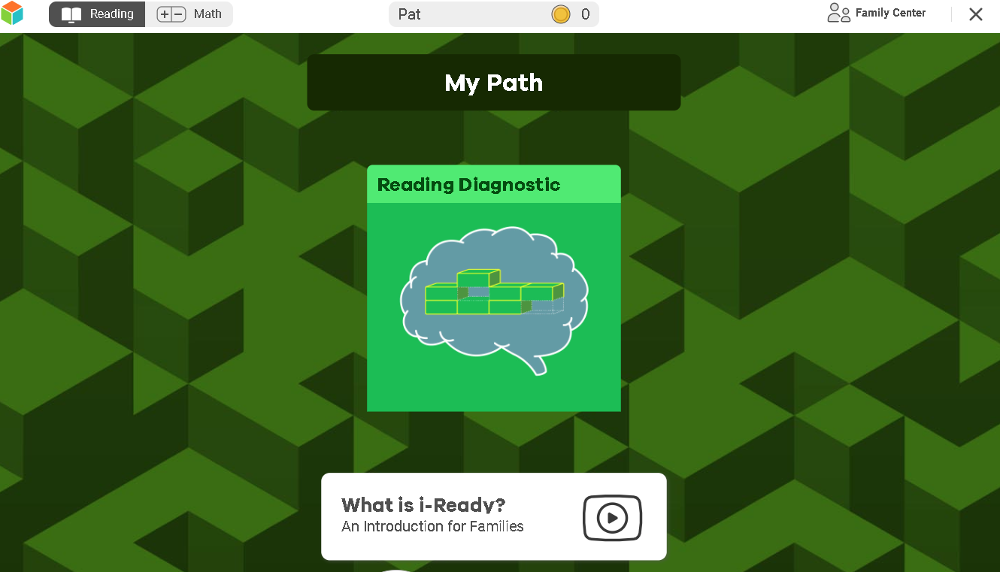 Reading
Math
Pat
0
Family Center
My Path
Reading Diagnostic
What is i-Ready?
An Introduction for Families